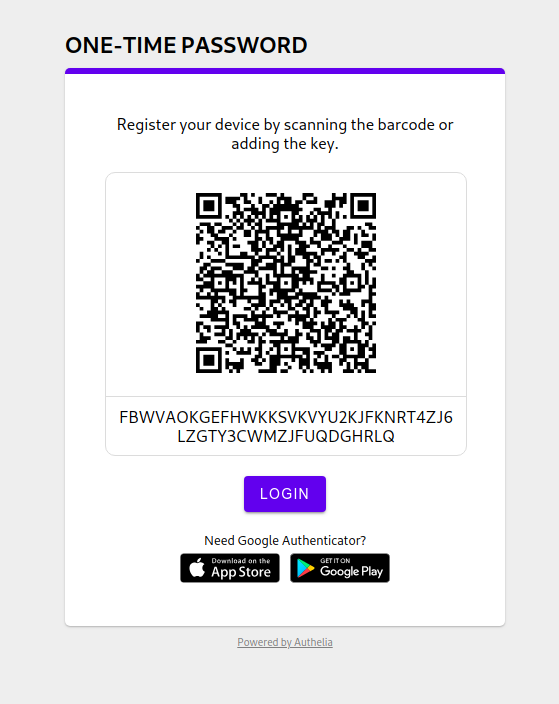 ONE-TIME PASSWORD
Register your device by scanning the barcode or
adding the key.
FBWVAOKGEFHWKKSVKVYU2KJFKNRT4ZJ6
LZGTY3CWMZJFUQDGHRLQ
LOGIN
Need Google Authenticator?
Download on the
App Store
GET IT ON
Google Play
Powered by Authelia